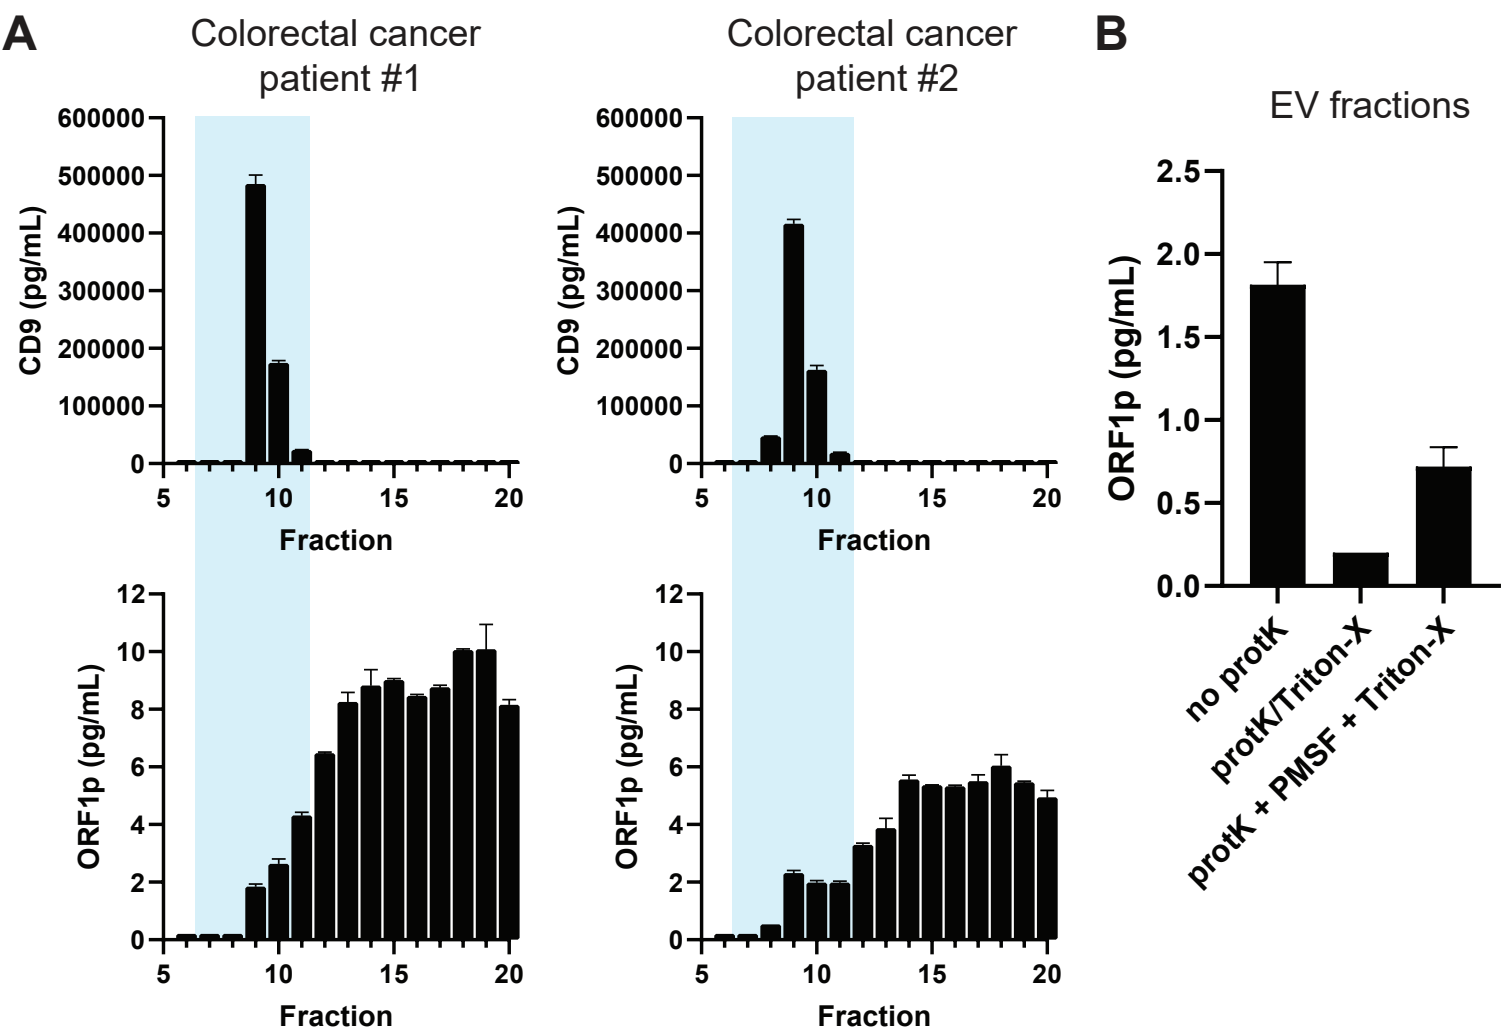 A
Colorectal cancer
patient #1
600000
500000
400000
300000
200000
100000
0
CD9 (pg/mL)
5
10
15
20
Fraction
12
10
8
6
4
2
0
ORF1p (pg/mL)
5
10
15
20
Fraction
Colorectal cancer
patient #2
600000
500000
400000
300000
200000
100000
0
CD9 (pg/mL)
5
10
15
20
Fraction
12
10
8
6
4
2
0
ORF1p (pg/mL)
5
10
15
20
Fraction
B
EV fractions
2.5
2.0
1.5
1.0
0.5
0.0
ORF1p (pg/mL)
no protK
protK/Triton-X
protK + PMSF + Triton-X